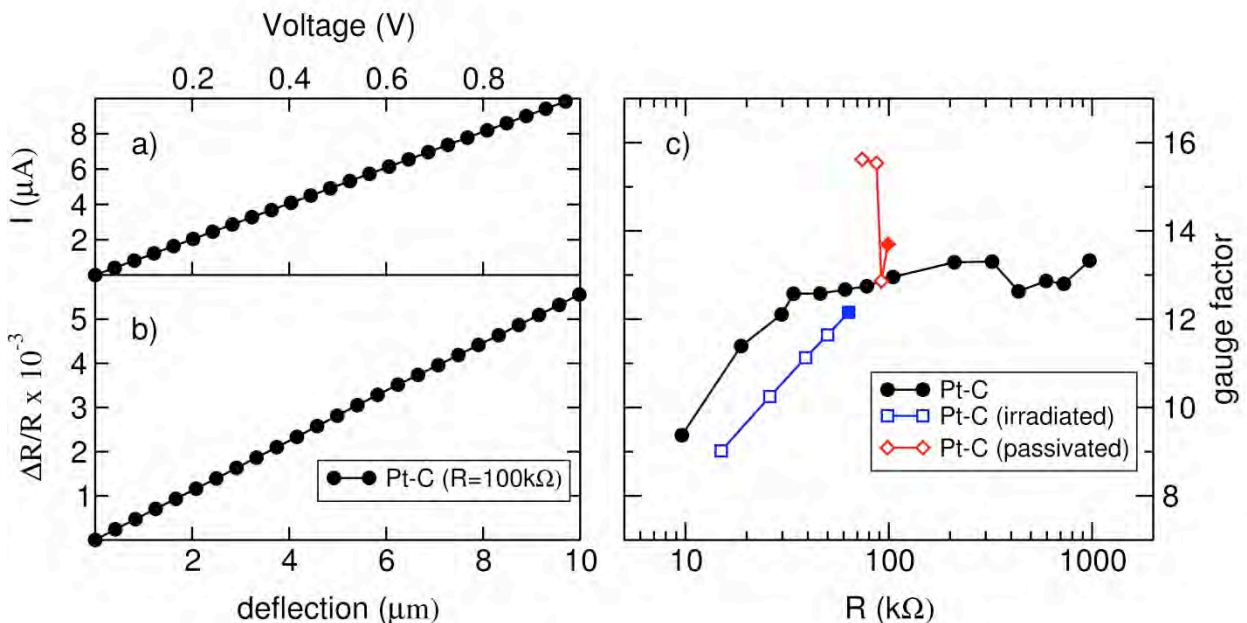 Voltage (V)
0.2 0.4 0.6 0.8
a)
8
6
4
2
I (μA)
b)
5
4
3
2
1
ΔR/R x 10⁻³
Pt-C (R=100kΩ)
0 2 4 6 8 10
deflection (μm)
c)
16
14
12
10
8
gauge factor
Pt-C
Pt-C (irradiated)
Pt-C (passivated)
10 100 1000
R (kΩ)